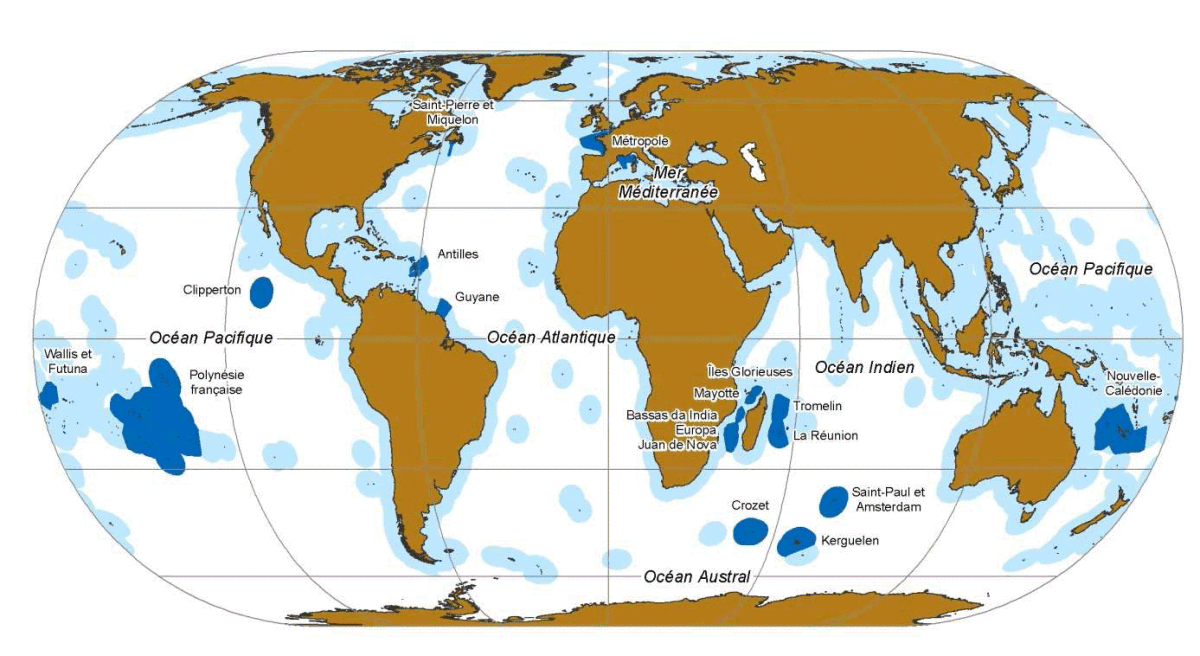 Saint-Pierre et
Miquelon
Métropole
Mer
Méditerranée
Antilles
Océan Pacifique
Clipperton
Guyane
Océan Pacifique
Océan Atlantique
Wallis et
Futuna
Polynésie
française
Océan Indien
Îles Glorieuses
Mayotte
Nouvelle-
Calédonie
Bassas da India
Europa
Juan de Nova
Tromelin
La Réunion
Saint-Paul et
Amsterdam
Crozet
Kerguelen
Océan Austral